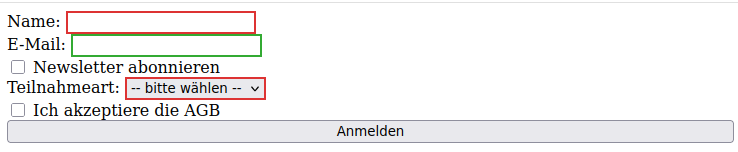 Name:
E-Mail:
Newsletter abonnieren
Teilnahmeart: -- bitte wählen --
Ich akzeptiere die AGB
Anmelden